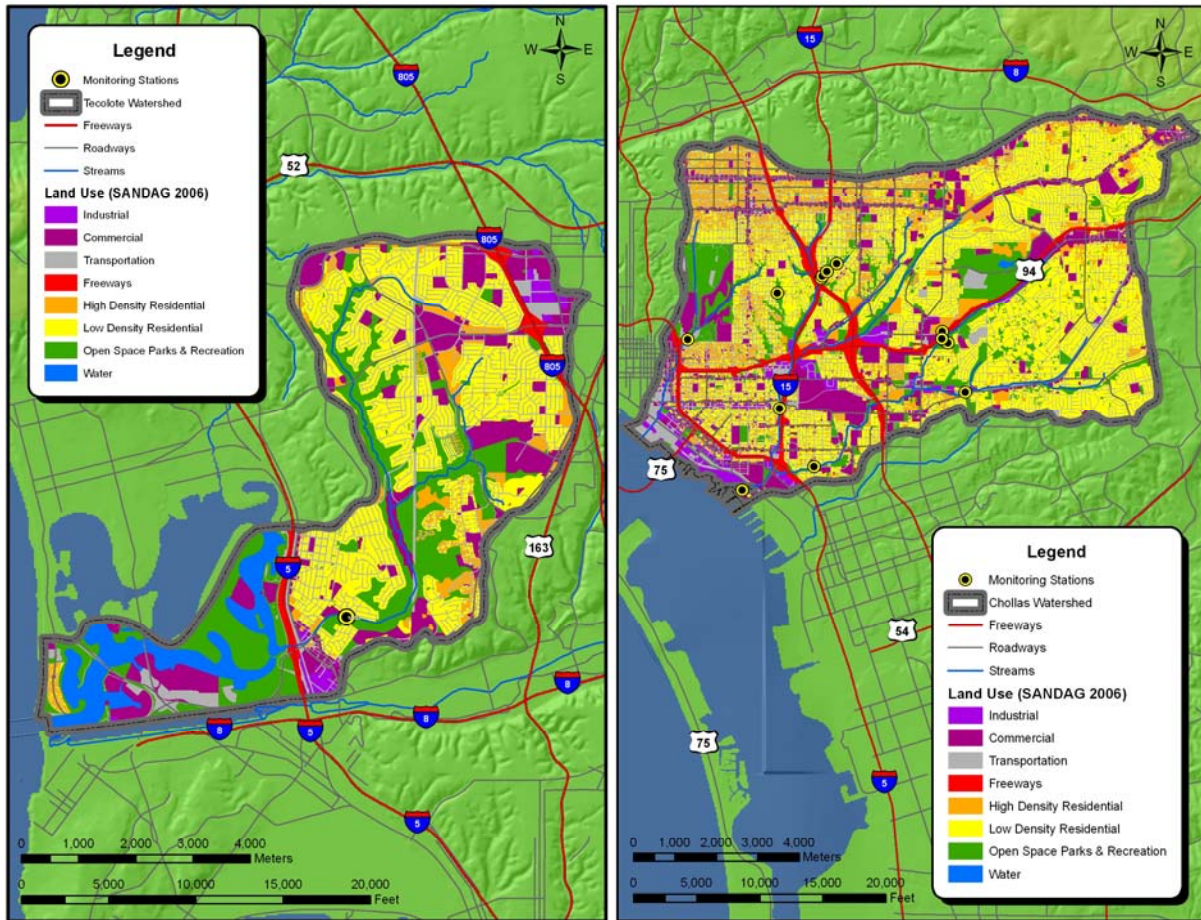 Legend
Monitoring Stations
Tecolote Watershed
Freeways
Roadways
Streams
Land Use (SANDAG 2006)
Industrial
Commercial
Transportation
Freeways
High Density Residential
Low Density Residential
Open Space Parks & Recreation
Water
N
W E
S
805
52
805
805
163
5
8
8
8
5
5
0 1,000 2,000 3,000 4,000
Meters
0 5,000 10,000 15,000 20,000
Feet
15
N
W E
S
8
94
15
75
54
75
5
Legend
Monitoring Stations
Chollas Watershed
Freeways
Roadways
Streams
Land Use (SANDAG 2006)
Industrial
Commercial
Transportation
Freeways
High Density Residential
Low Density Residential
Open Space Parks & Recreation
Water
0 1,000 2,000 3,000 4,000
Meters
0 5,000 10,000 15,000 20,000
Feet